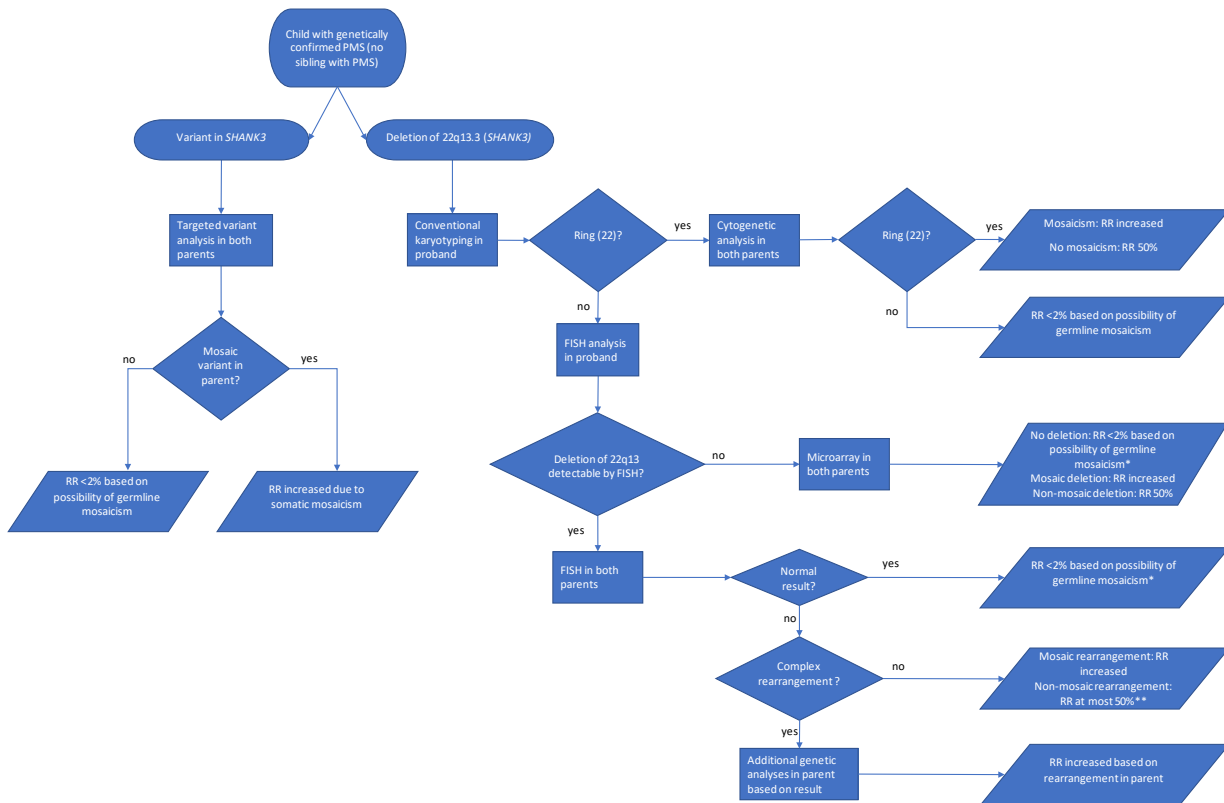 Child with
genetically
confirmed PMS (no
sibling with PMS)
Variant in SHANK3
Deletion of 22q13.3 (SHANK3)
Targeted variant
analysis in both
parents
Conventional
karyotyping in
proband
Ring (22)?
yes
Cytogenetic
analysis in
both parents
Ring (22)?
yes
Mosaicism: RR increased
No mosaicism: RR 50%
no
no
RR <2% based on possibility of
germline mosaicism
FISH analysis
in proband
Mosaic
variant in
parent?
no
yes
RR <2% based on
possibility of germline
mosaicism
RR increased due to
somatic mosaicism
Deletion of 22q13
detectable by FISH?
no
Microarray in
both parents
No deletion: RR <2% based on
possibility of germline
mosaicism*
Mosaic deletion: RR increased
Non-mosaic deletion: RR 50%
yes
FISH in both
parents
Normal
result?
yes
RR <2% based on possibility of
germline mosaicism*
no
Complex
rearrangement ?
no
Mosaic rearrangement: RR
increased
Non-mosaic rearrangement:
RR at most 50%**
yes
Additional genetic
analyses in parent
based on result
RR increased based on
rearrangement in parent